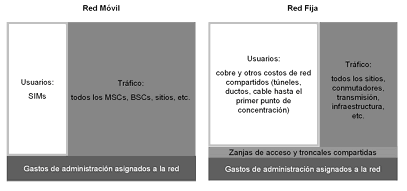 Red Móvil
Usuarios:
SIMs
Tráfico:
todos los MSCs, BSCs, sitios, etc.
Gastos de administración asignados a la red
Red Fija
Usuarios:
cobre y otros costos de red
compartidos (túneles,
ductos, cable hasta el
primer punto de
concentración)
Tráfico:
todos los sitios,
conmutadores,
transmisión,
infraestructura,
etc.
Zanjas de acceso y troncales compartidas
Gastos de administración asignados a la red